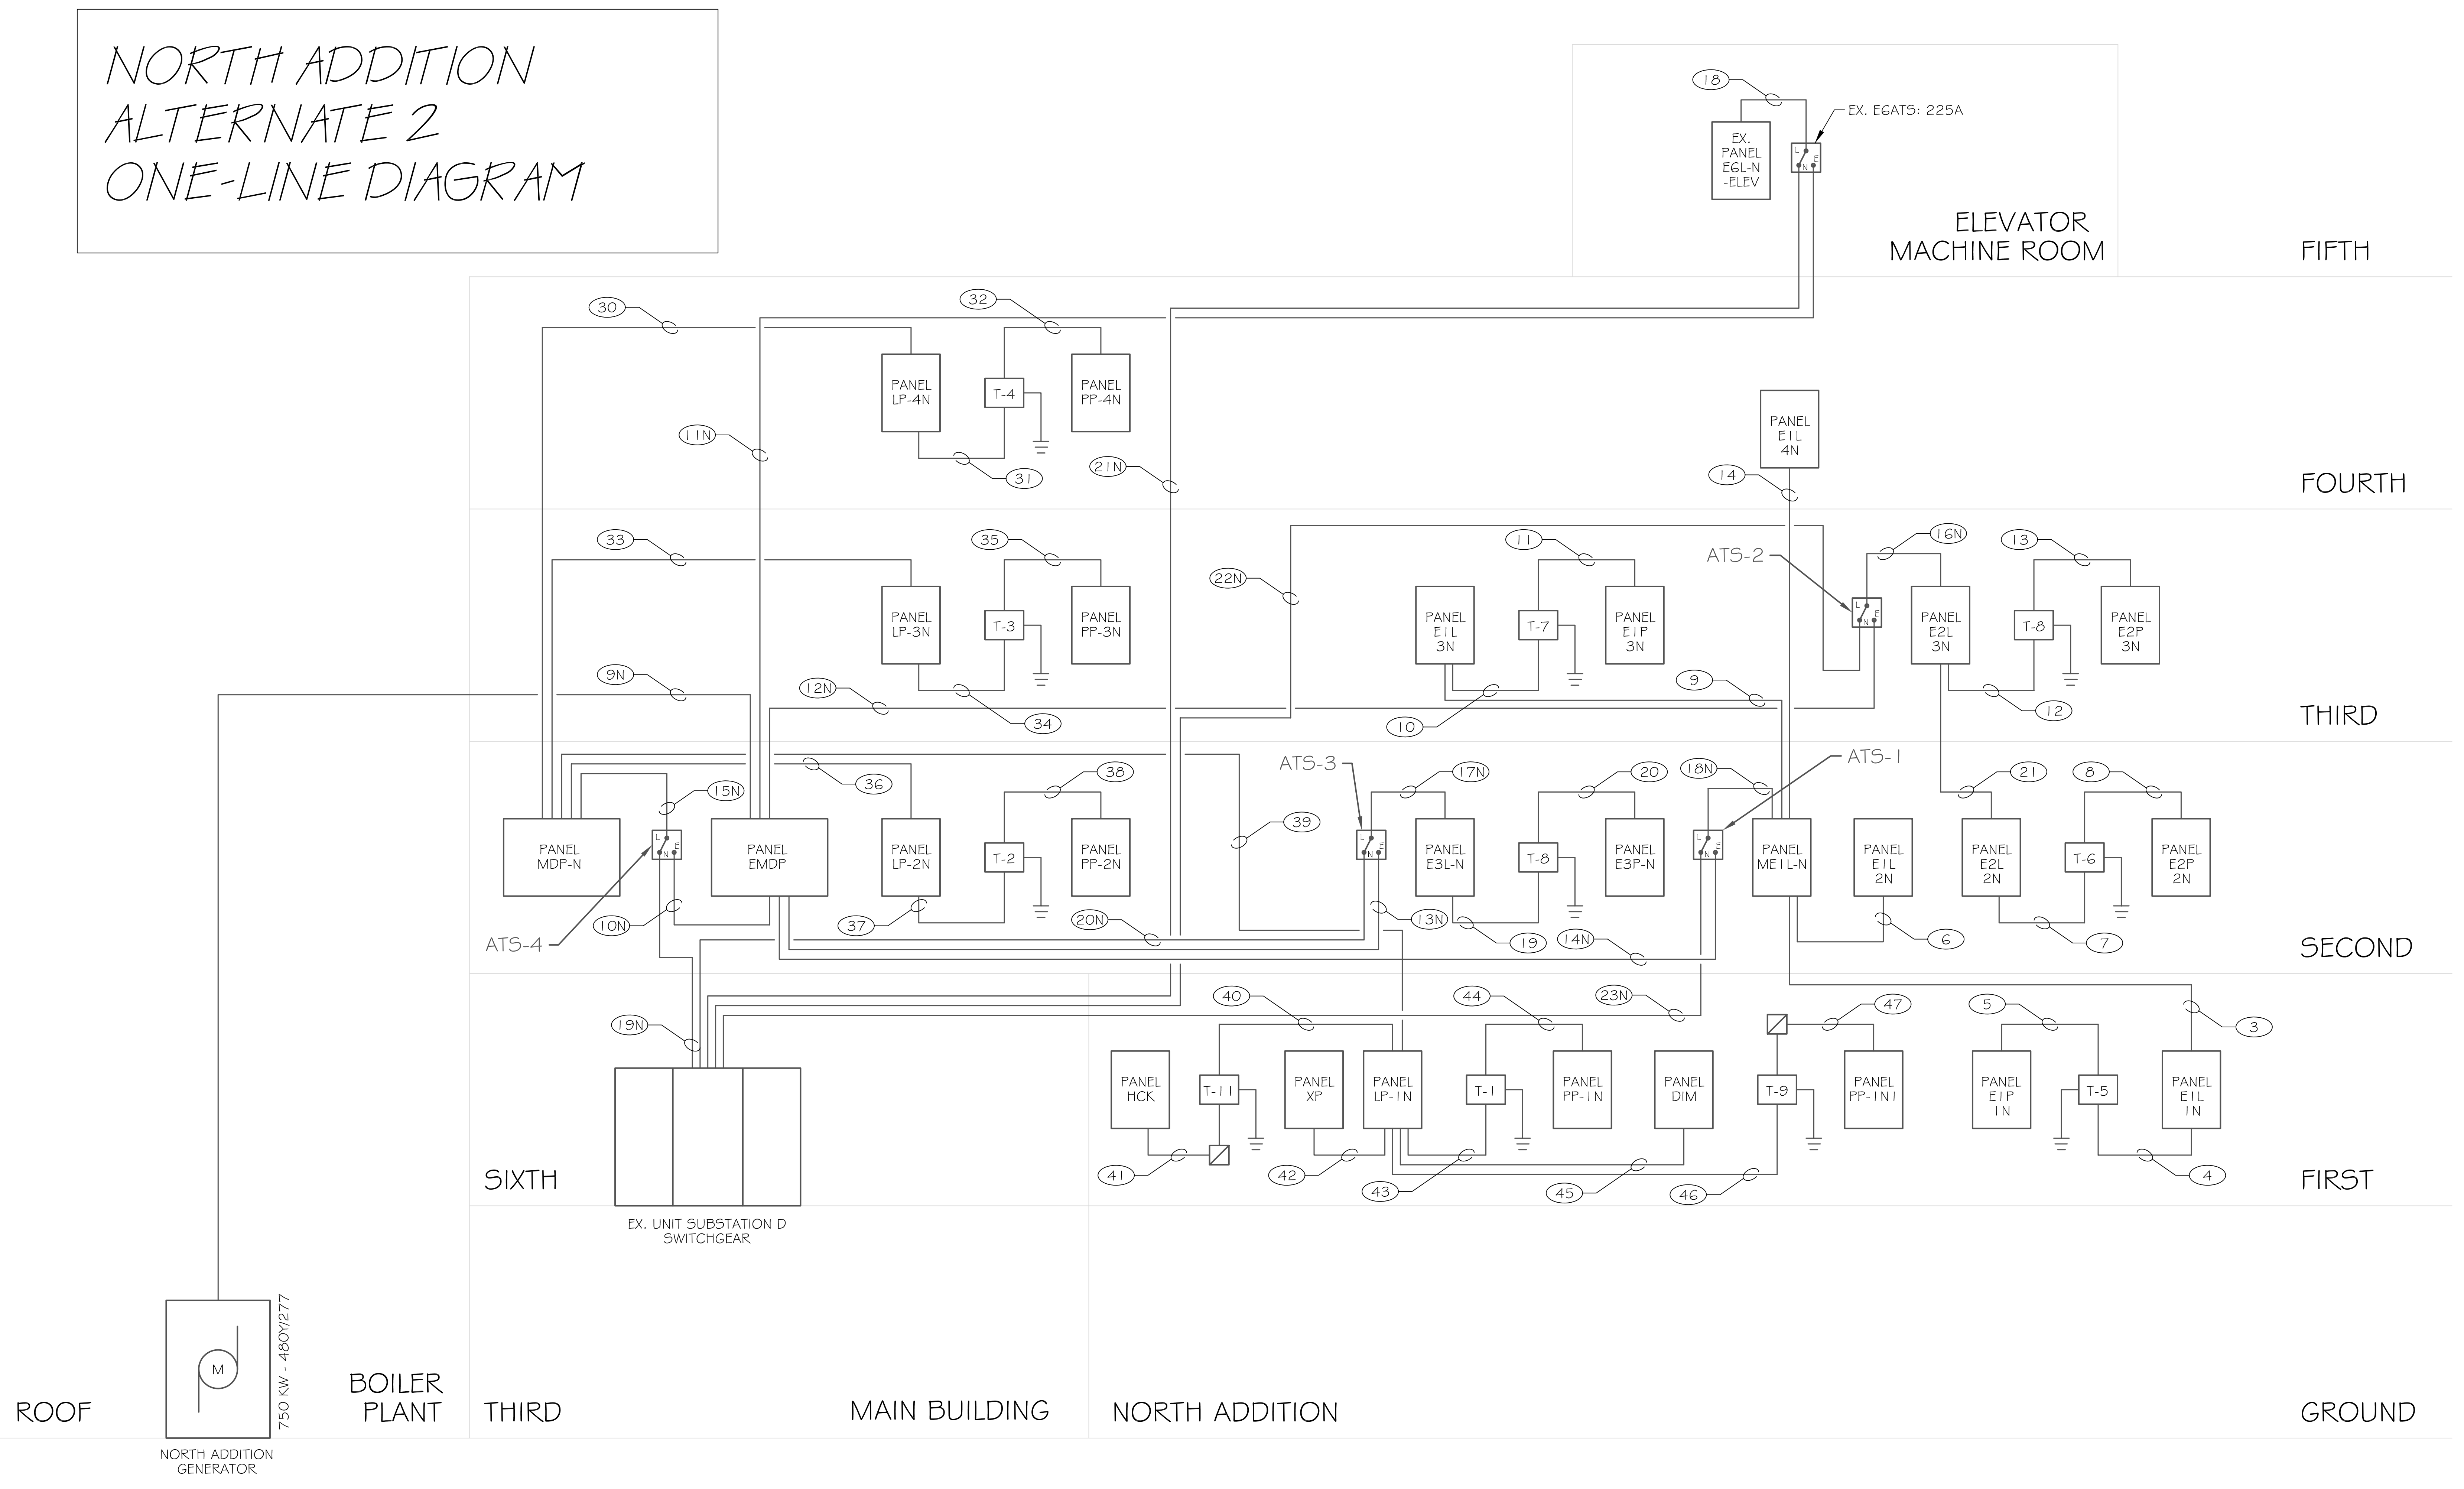 NORTH ADDITION
ALTERNATE 2
ONE-LINE DIAGRAM
18
EX. E6ATS: 225A
EX.
PANEL
E6L-N
-ELEV
L
N
E
ELEVATOR
MACHINE ROOM
FIFTH
30
32
PANEL
LP-4N
T-4
PANEL
PP-4N
11N
21N
31
PANEL
E1L
4N
14
FOURTH
33
35
22N
11
ATS-2
16N
13
PANEL
LP-3N
T-3
PANEL
PP-3N
PANEL
E1L
3N
T-7
PANEL
E1P
3N
L
N
E
PANEL
E2L
3N
T-8
PANEL
E2P
3N
9N
12N
34
10
9
12
THIRD
15N
36
38
39
ATS-3
17N
20
18N
ATS-1
21
8
PANEL
MDP-N
L
N
E
PANEL
EMDP
PANEL
LP-2N
T-2
PANEL
PP-2N
L
N
E
PANEL
E3L-N
T-8
PANEL
E3P-N
L
N
E
PANEL
ME1L-N
PANEL
E1L
2N
PANEL
E2L
2N
T-6
PANEL
E2P
2N
ATS-4
10N
37
20N
13N
19
14N
6
7
SECOND
19N
40
44
23N
47
5
3
PANEL
HCK
T-11
PANEL
XP
PANEL
LP-1N
T-1
PANEL
PP-1N
PANEL
DIM
T-9
PANEL
PP-1N1
PANEL
E1P
1N
T-5
PANEL
E1L
1N
41
42
43
45
46
4
SIXTH
FIRST
EX. UNIT SUBSTATION D
SWITCHGEAR
M
750 KW - 480Y/277
ROOF
BOILER
PLANT
THIRD
MAIN BUILDING
NORTH ADDITION
GROUND
NORTH ADDITION
GENERATOR